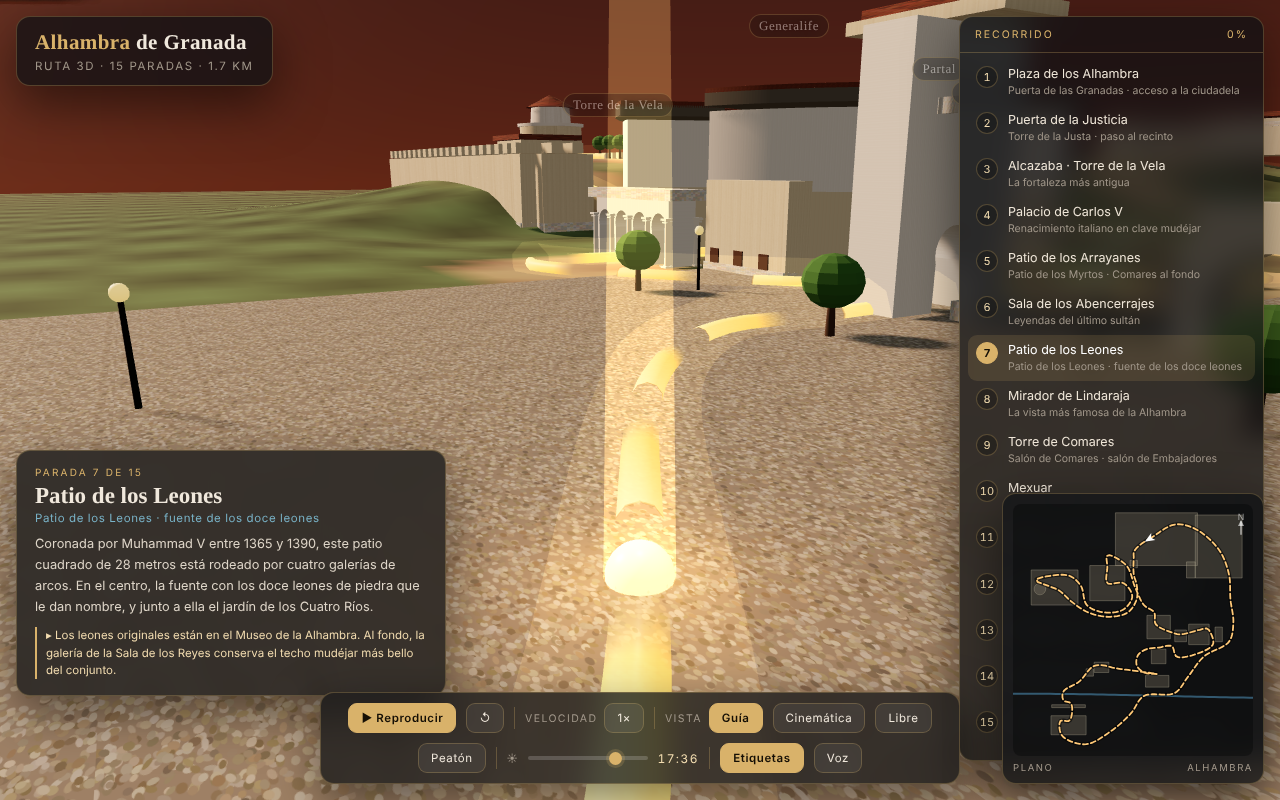 Alhambra de Granada
RUTA 3D · 15 PARADAS · 1.7 KM
Generalife
Partal
Torre de la Vela
RECORRIDO 0%
1 Plaza de los Alhambra
Puerta de las Granadas · acceso a la ciudadela
2 Puerta de la Justicia
Torre de la Justa · paso al recinto
3 Alcazaba · Torre de la Vela
La fortaleza más antigua
4 Palacio de Carlos V
Renacimiento italiano en clave mudéjar
5 Patio de los Arrayanes
Patio de los Myrtos · Comares al fondo
6 Sala de los Abencerrajes
Leyendas del último sultán
7 Patio de los Leones
Patio de los Leones · fuente de los doce leones
8 Mirador de Lindaraja
La vista más famosa de la Alhambra
9 Torre de Comares
Salón de Comares · salón de Embajadores
10 Mexuar
11
12
13
14
15
PARADA 7 DE 15
Patio de los Leones
Patio de los Leones · fuente de los doce leones
Coronada por Muhammad V entre 1365 y 1390, este patio
cuadrado de 28 metros está rodeado por cuatro galerías de
arcos. En el centro, la fuente con los doce leones de piedra que
le dan nombre, y junto a ella el jardín de los Cuatro Ríos.
▸ Los leones originales están en el Museo de la Alhambra. Al fondo, la
galería de la Sala de los Reyes conserva el techo mudéjar más bello
del conjunto.
▶ Reproducir ↺ VELOCIDAD 1× VISTA Guía Cinemática Libre
Peatón ☀ 17:36 Etiquetas Voz
N
PLANO ALHAMBRA